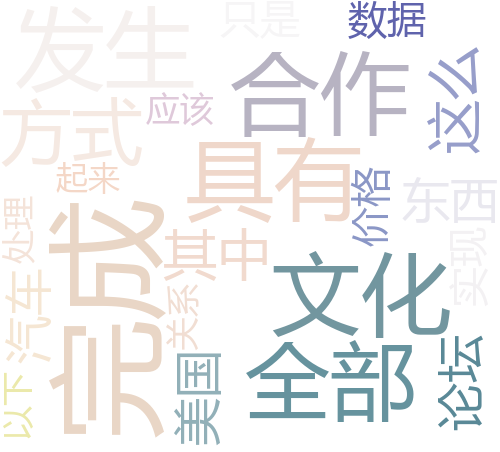 发生
只是
数据
合作
这么
方式
应该
具有
起来
价格
东西
完成
处理
其中
文化
实现
汽车
关系
全部
论坛
美国
以下